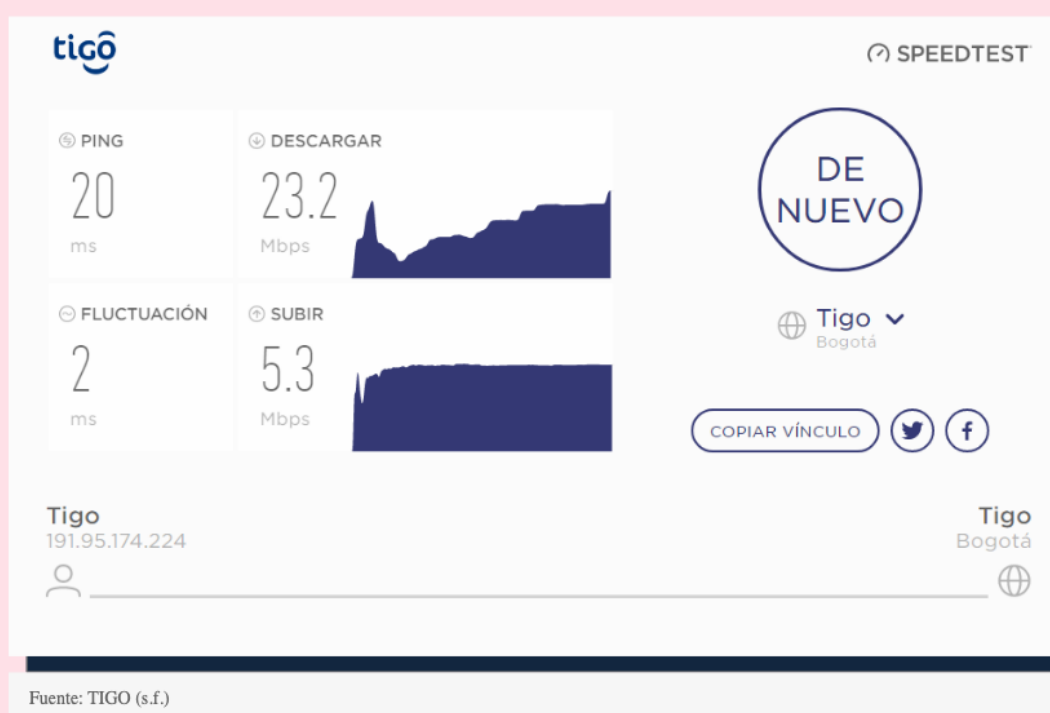 tigo
SPEEDTEST
PING
20
ms
DESCARGAR
23.2
Mbps
FLUCTUACIÓN
2
ms
SUBIR
5.3
Mbps
DE
NUEVO
Tigo
Bogotá
COPIAR VÍNCULO
Tigo
191.95.174.224
Tigo
Bogotá
Fuente: TIGO (s.f.)